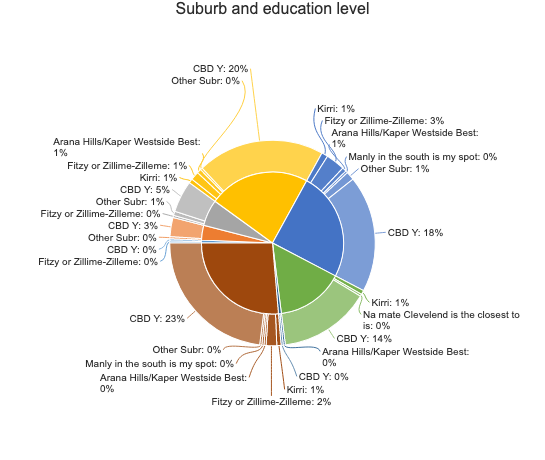 Suburb and education level
CBD Y: 20%
Other Subr: 0%
Kirri: 1%
Fitzy or Zillime-Zilleme: 3%
Arana Hills/Kaper Westside Best:
1%
Manly in the south is my spot: 0%
Other Subr: 1%
Arana Hills/Kaper Westside Best:
1%
Fitzy or Zillime-Zilleme: 1%
Kirri: 1%
CBD Y: 5%
Other Subr: 1%
Fitzy or Zillime-Zilleme: 0%
CBD Y: 3%
Other Subr: 0%
CBD Y: 0%
Fitzy or Zillime-Zilleme: 0%
CBD Y: 18%
Kirri: 1%
Na mate Clevelend is the closest to
is: 0%
CBD Y: 14%
Arana Hills/Kaper Westside Best:
0%
CBD Y: 0%
Kirri: 1%
Fitzy or Zillime-Zilleme: 2%
CBD Y: 23%
Other Subr: 0%
Manly in the south is my spot: 0%
Arana Hills/Kaper Westside Best:
0%